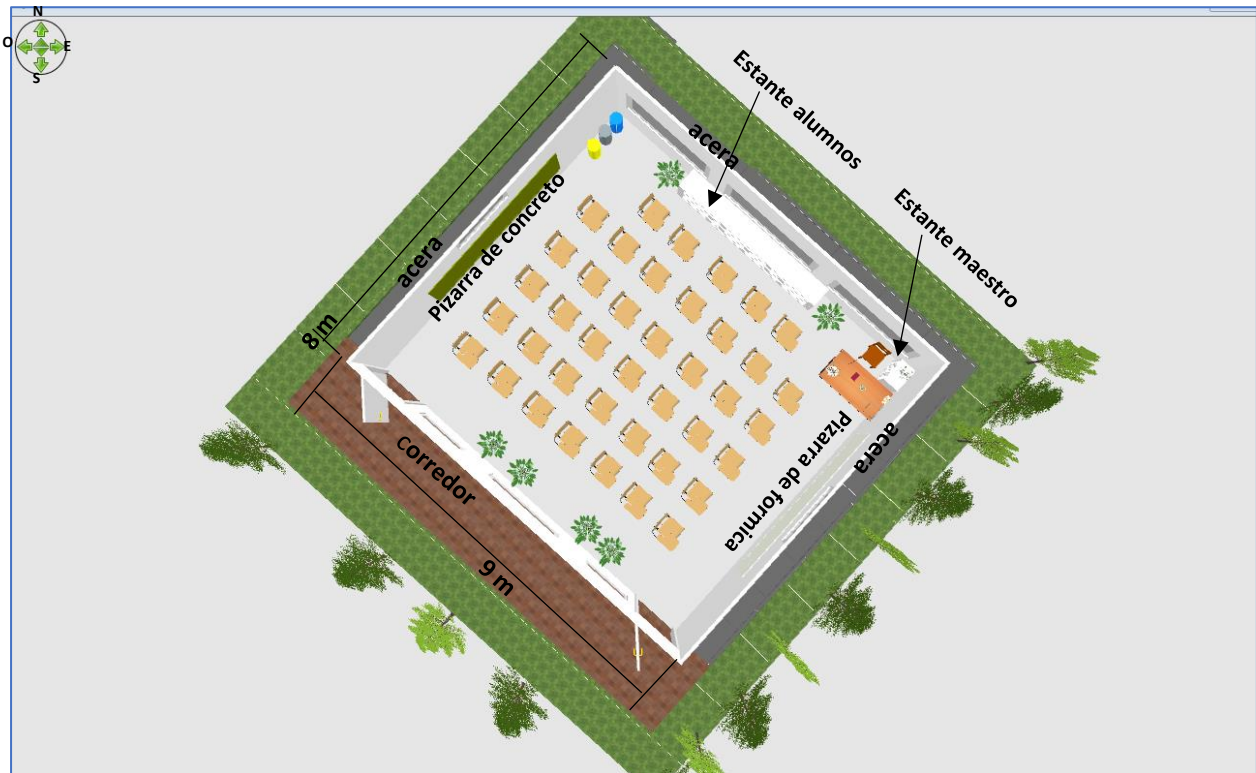 N
O
E
S
Estante alumnos
acera
Estante maestro
acera
Pizarra de concreto
8 m
corredor
Pizarra de formica
acera
9 m